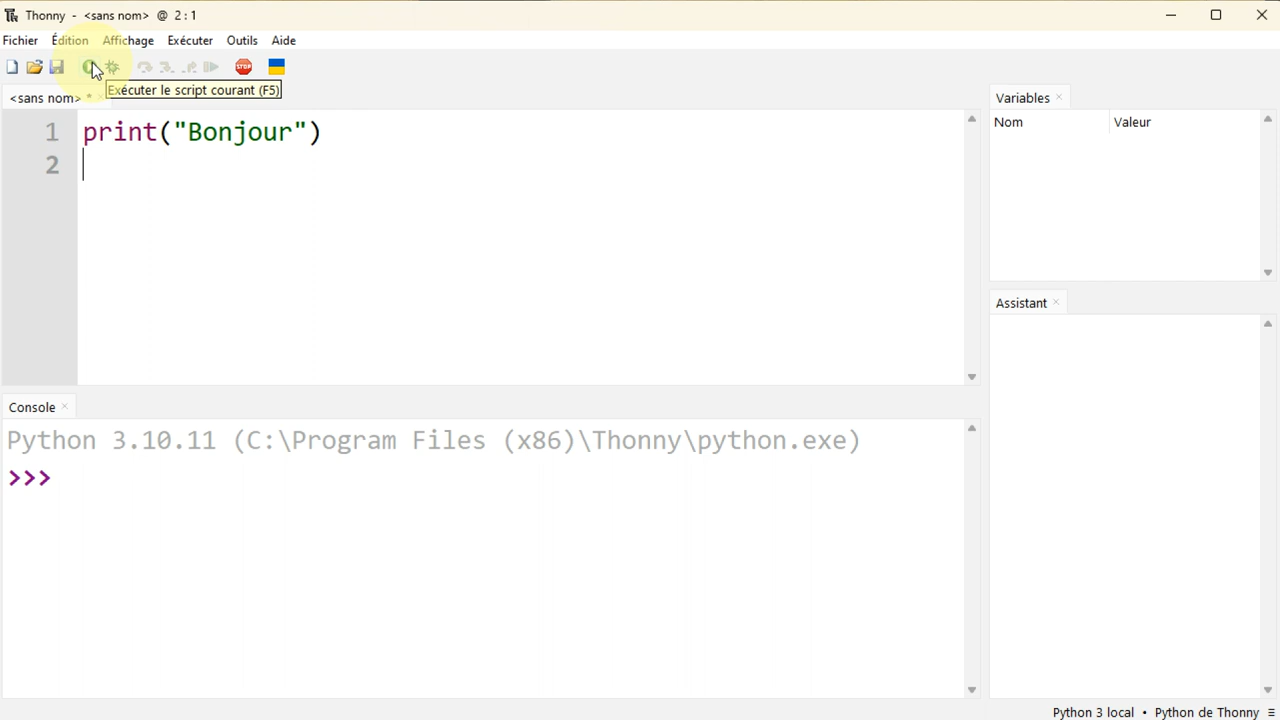 Thonny - <sans nom> @ 2:1
Fichier Édition Affichage Exécuter Outils Aide
STOP
Exécuter le script courant (F5)
<sans nom> *
1 print("Bonjour")
2
Variables ×
Nom Valeur
Assistant ×
Console ×
Python 3.10.11 (C:\Program Files (x86)\Thonny\python.exe)
>>>
Python 3 local • Python de Thonny ≡